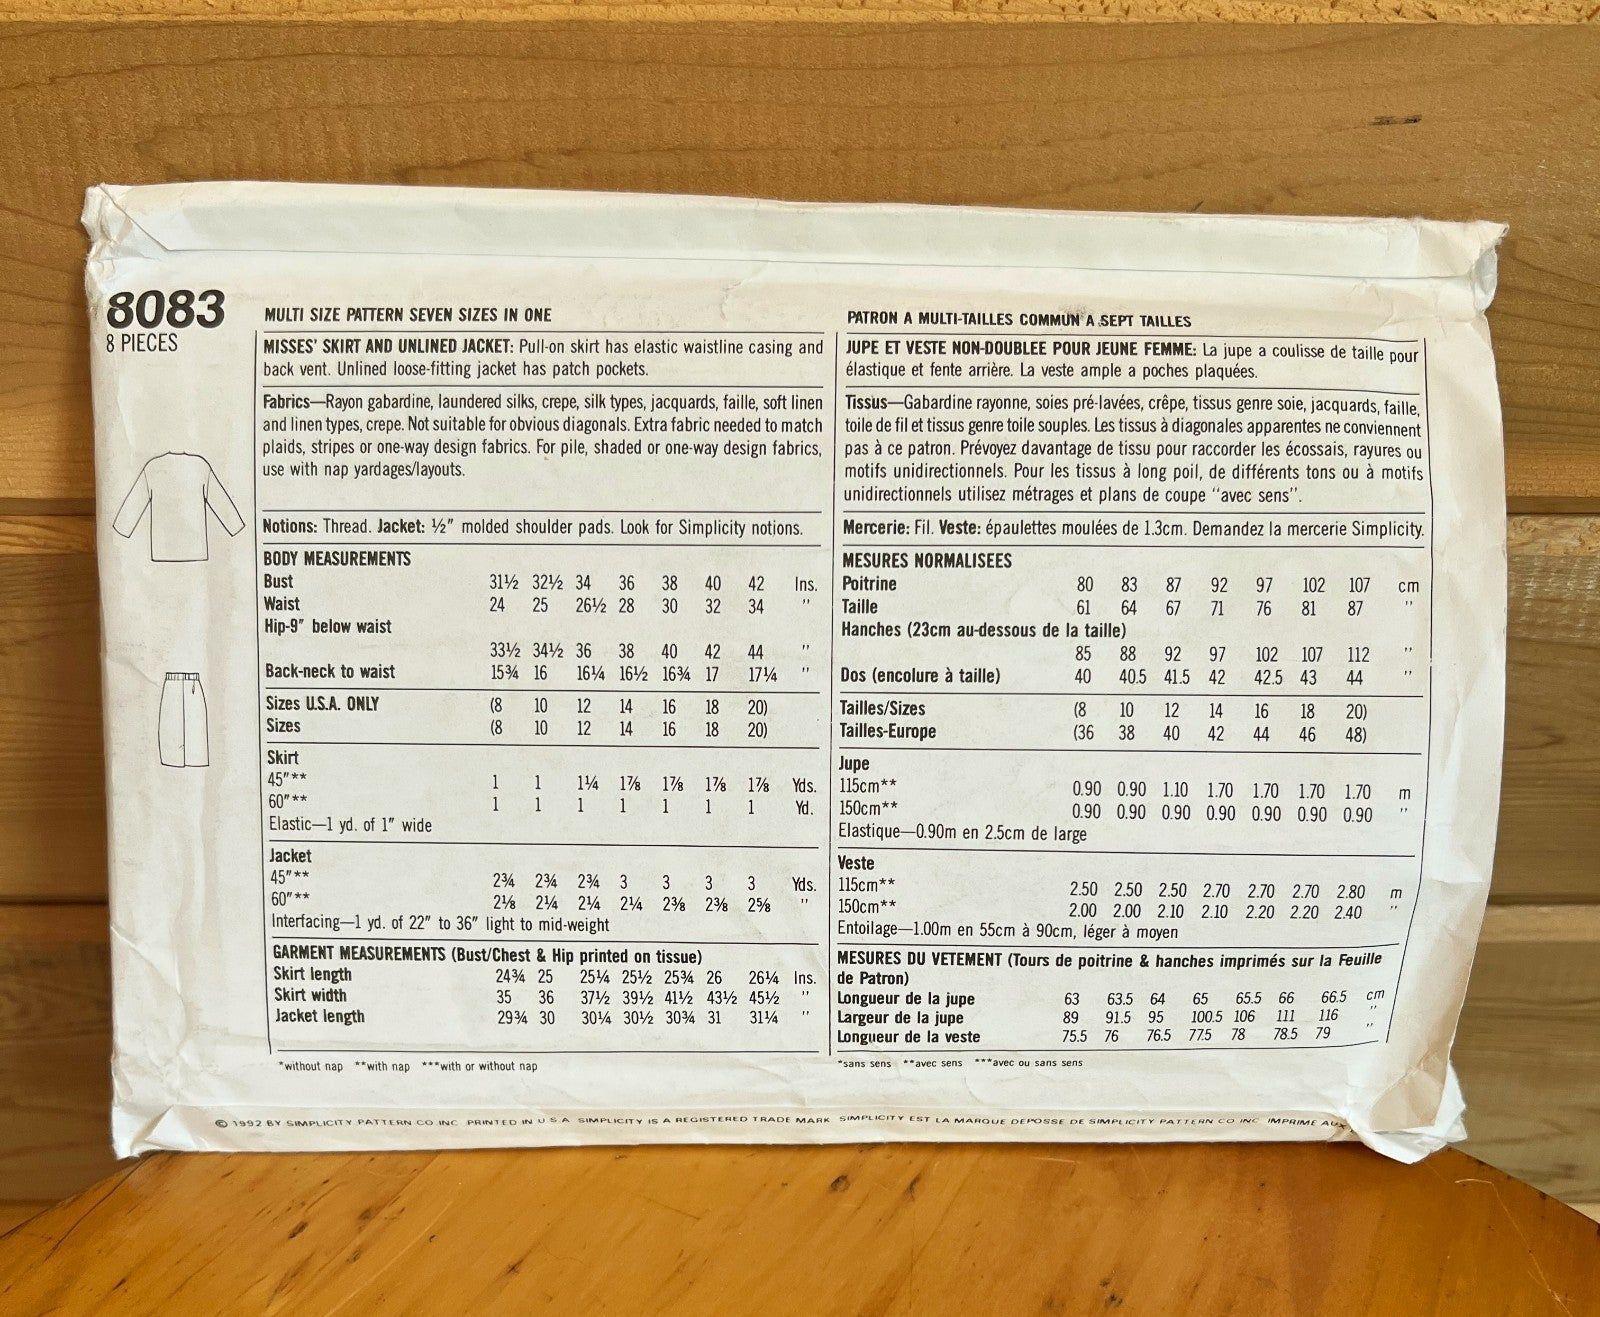 8083
8 PIECES
MULTI SIZE PATTERN SEVEN SIZES IN ONE
MISSES' SKIRT AND UNLINED JACKET: Pull-on skirt has elastic waistline casing and
back vent. Unlined loose-fitting jacket has patch pockets.
Fabrics—Rayon gabardine, laundered silks, crepe, silk types, jacquards, faille, soft linen
and linen types, crepe. Not suitable for obvious diagonals. Extra fabric needed to match
plaids, stripes or one-way design fabrics. For pile, shaded or one-way design fabrics,
use with nap yardages/layouts.
Notions: Thread. Jacket: ½" molded shoulder pads. Look for Simplicity notions.
BODY MEASUREMENTS
Bust 31½ 32½ 34 36 38 40 42 Ins.
Waist 24 25 26½ 28 30 32 34 "
Hip-9" below waist
33½ 34½ 36 38 40 42 44 "
Back-neck to waist 15¾ 16 16¼ 16½ 16¾ 17 17¼ "
Sizes U.S.A. ONLY (8 10 12 14 16 18 20)
Sizes (8 10 12 14 16 18 20)
Skirt
45"** 1 1 1¼ 1⅞ 1⅞ 1⅞ 1⅞ Yds.
60"** 1 1 1 1 1 1 1 Yd.
Elastic—1 yd. of 1" wide
Jacket
45"** 2¾ 2¾ 2¾ 3 3 3 3 Yds.
60"** 2⅛ 2¼ 2¼ 2¼ 2⅜ 2⅜ 2⅝ "
Interfacing—1 yd. of 22" to 36" light to mid-weight
GARMENT MEASUREMENTS (Bust/Chest & Hip printed on tissue)
Skirt length 24¾ 25 25¼ 25½ 25¾ 26 26¼ Ins.
Skirt width 35 36 37½ 39½ 41½ 43½ 45½ "
Jacket length 29¾ 30 30¼ 30½ 30¾ 31 31¼ "
*without nap **with nap ***with or without nap
PATRON A MULTI-TAILLES COMMUN A SEPT TAILLES
JUPE ET VESTE NON-DOUBLEE POUR JEUNE FEMME: La jupe a coulisse de taille pour
élastique et fente arrière. La veste ample a poches plaquées.
Tissus—Gabardine rayonne, soies pré-lavées, crêpe, tissus genre soie, jacquards, faille,
toile de fil et tissus genre toile souples. Les tissus à diagonales apparentes ne conviennent
pas à ce patron. Prévoyez davantage de tissu pour raccorder les écossais, rayures ou
motifs unidirectionnels. Pour les tissus à long poil, de différents tons ou à motifs
unidirectionnels utilisez métrages et plans de coupe "avec sens".
Mercerie: Fil. Veste: épaulettes moulées de 1.3cm. Demandez la mercerie Simplicity.
MESURES NORMALISEES
Poitrine 80 83 87 92 97 102 107 cm
Taille 61 64 67 71 76 81 87 "
Hanches (23cm au-dessous de la taille)
85 88 92 97 102 107 112 "
Dos (encolure à taille) 40 40.5 41.5 42 42.5 43 44 "
Tailles/Sizes (8 10 12 14 16 18 20)
Tailles-Europe (36 38 40 42 44 46 48)
Jupe
115cm** 0.90 0.90 1.10 1.70 1.70 1.70 1.70 m
150cm** 0.90 0.90 0.90 0.90 0.90 0.90 0.90 "
Elastique—0.90m en 2.5cm de large
Veste
115cm** 2.50 2.50 2.50 2.70 2.70 2.70 2.80 m
150cm** 2.00 2.00 2.10 2.10 2.20 2.20 2.40 "
Entoilage—1.00m en 55cm à 90cm, léger à moyen
MESURES DU VETEMENT (Tours de poitrine & hanches imprimés sur la Feuille
de Patron)
Longueur de la jupe 63 63.5 64 65 65.5 66 66.5 cm
Largeur de la jupe 89 91.5 95 100.5 106 111 116 "
Longueur de la veste 75.5 76 76.5 77.5 78 78.5 79 "
*sans sens **avec sens ***avec ou sans sens
© 1992 BY SIMPLICITY PATTERN CO INC PRINTED IN U.S.A SIMPLICITY IS A REGISTERED TRADE MARK SIMPLICITY EST LA MARQUE DEPOSSE DE SIMPLICITY PATTERN CO INC IMPRIME AUX